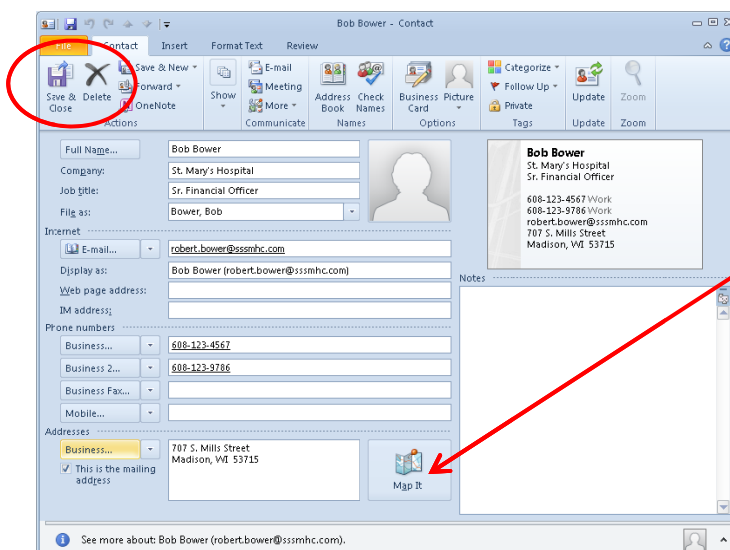 Bob Bower - Contact
File Contact Insert Format Text Review
Save & Close Delete Save & New Forward OneNote Show E-mail Meeting More Address Book Check Names Business Card Picture Categorize Follow Up Private Update Zoom
Actions Communicate Names Options Tags Update Zoom
Full Name... Bob Bower
Company: St. Mary's Hospital
Job title: Sr. Financial Officer
File as: Bower, Bob
Bob Bower
St. Mary's Hospital
Sr. Financial Officer
608-123-4567 Work
608-123-9786 Work
robert.bower@sssmhc.com
707 S. Mills Street
Madison, WI 53715
Internet
E-mail... robert.bower@sssmhc.com
Display as: Bob Bower (robert.bower@sssmhc.com)
Web page address:
IM address:
Phone numbers
Business... 608-123-4567
Business 2... 608-123-9786
Business Fax...
Mobile...
Addresses
Business... 707 S. Mills Street
Madison, WI 53715
This is the mailing
address
Map It
Notes
See more about: Bob Bower (robert.bower@sssmhc.com).